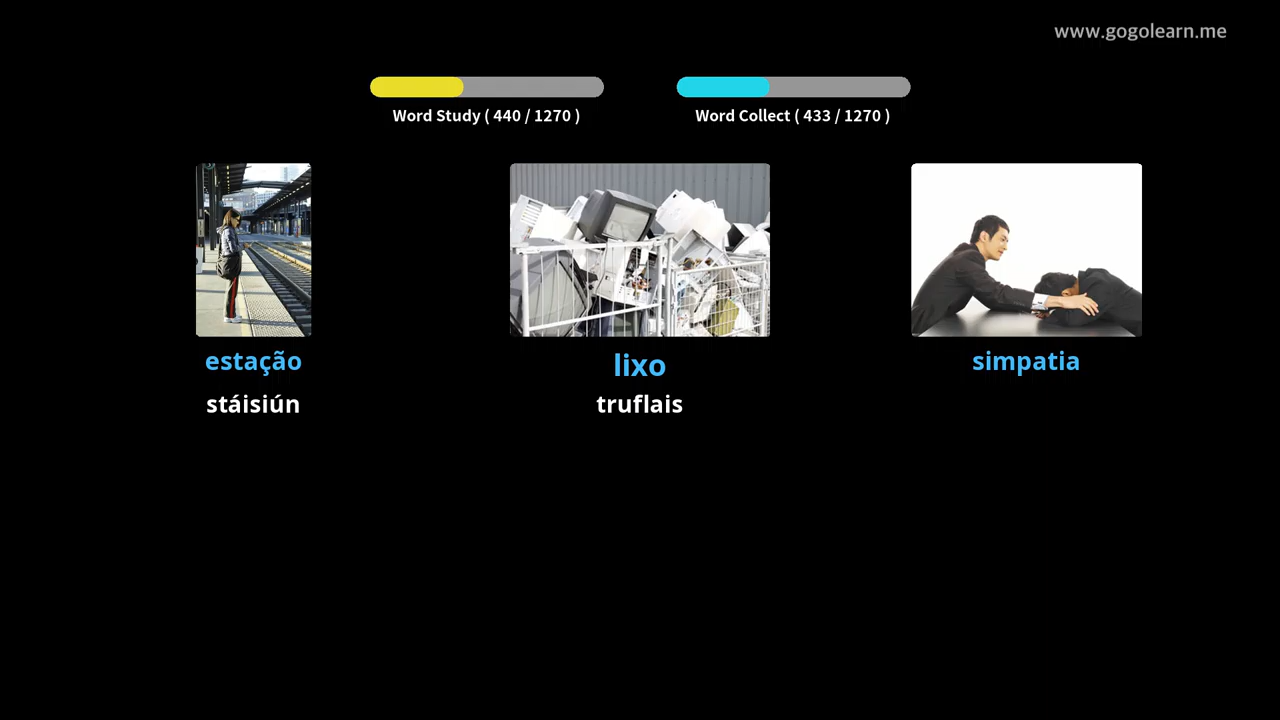 www.gogolearn.me
Word Study ( 440 / 1270 )
Word Collect ( 433 / 1270 )
estação
lixo
simpatia
stáisiún
truflais